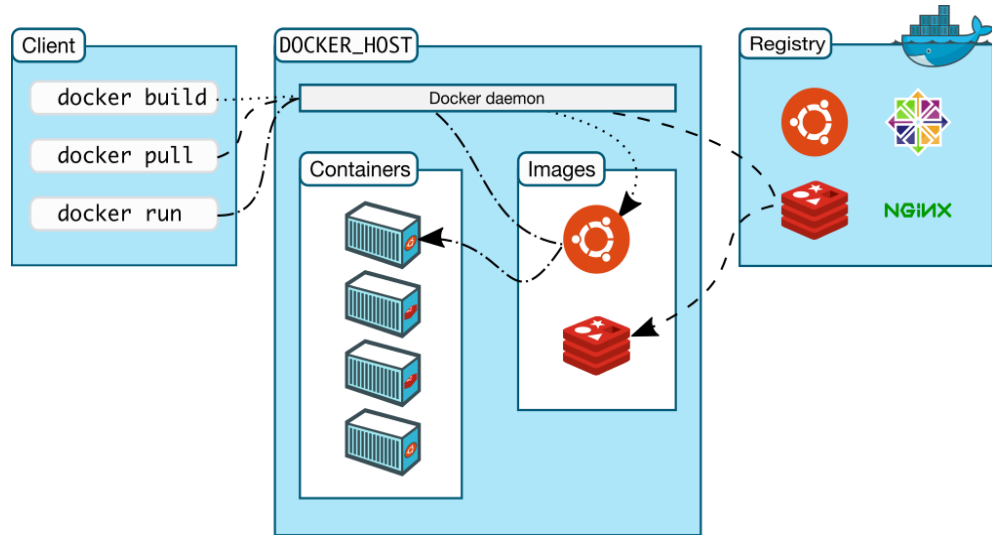 Client
docker build
docker pull
docker run
DOCKER_HOST
Docker daemon
Containers
Images
Registry
NGINX